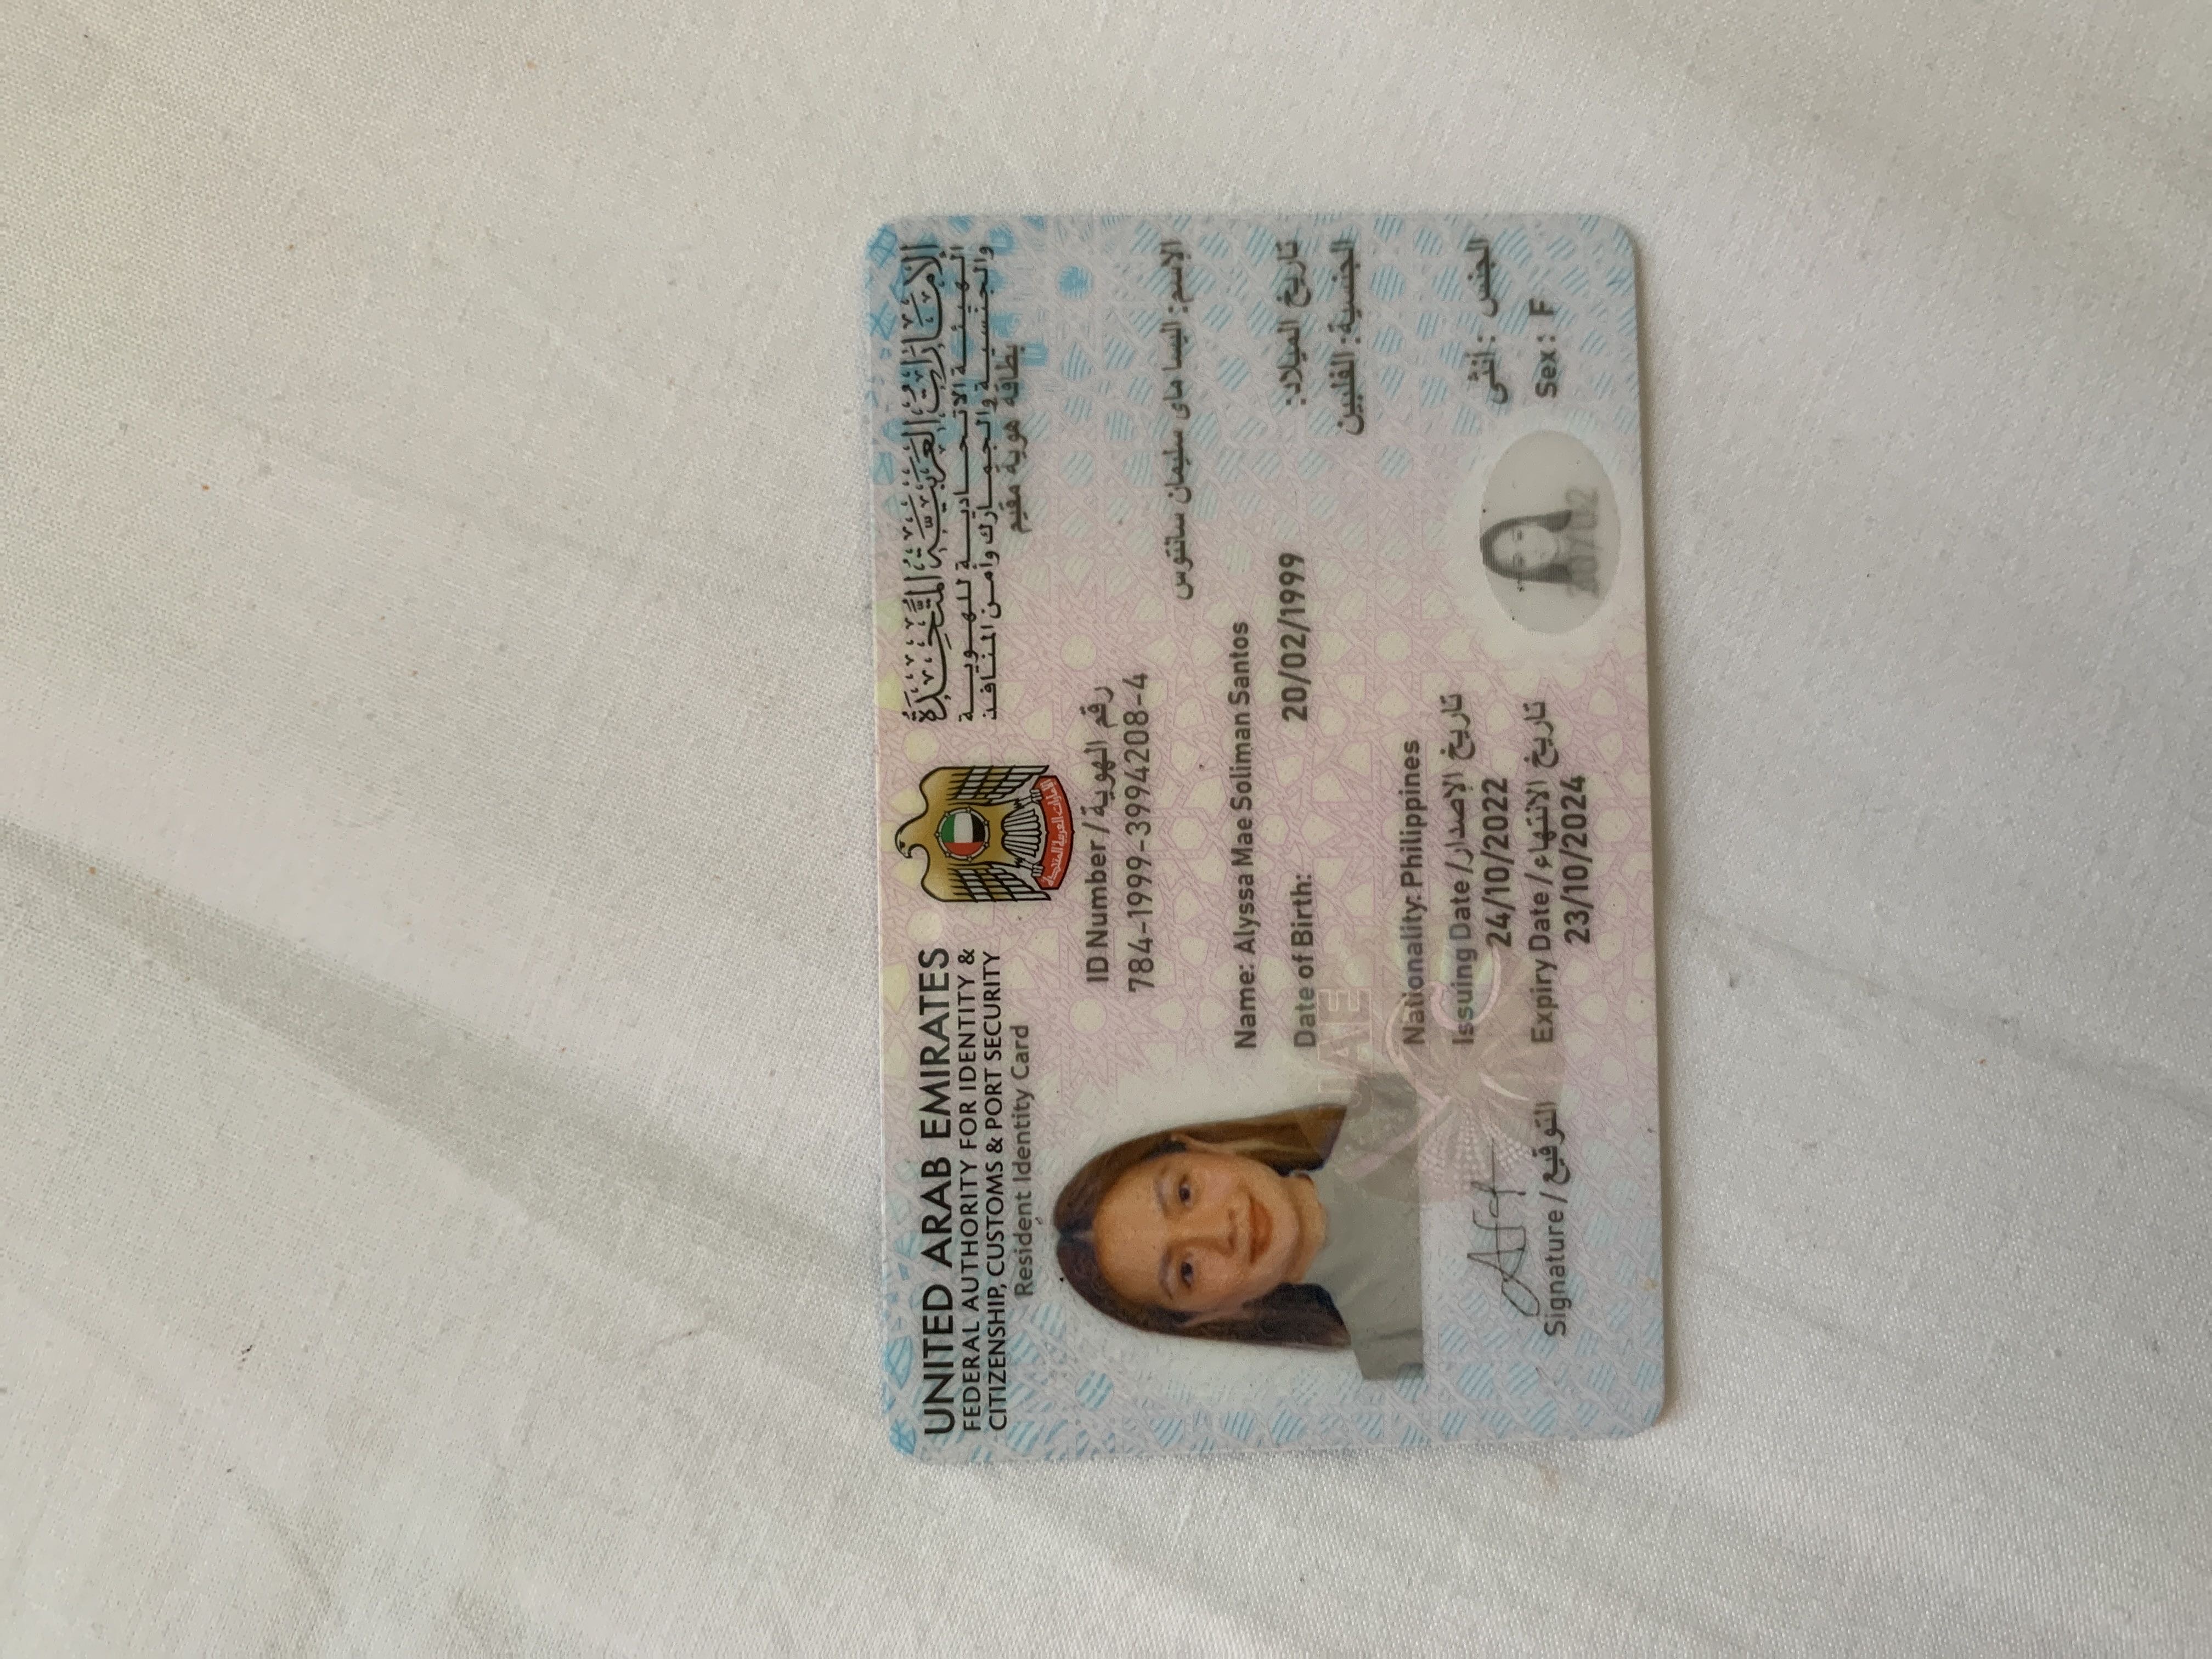 UNITED ARAB EMIRATES
FEDERAL AUTHORITY FOR IDENTITY &
CITIZENSHIP, CUSTOMS & PORT SECURITY
Resident Identity Card
الإمارات العربية المتحدة
الهيئة الاتحادية للهوية
والجنسية والجمارك وأمن المنافذ
بطاقة هوية مقيم
الإمارات العربية المتحدة
ID Number / رقم الهوية
784-1999-3994208-4
الإسم: اليسا ماى سليمان سانتوس
Name: Alyssa Mae Soliman Santos
Date of Birth: 20/02/1999 تاريخ الميلاد:
الجنسية: الفلبين
UAE
Nationality: Philippines
Issuing Date / تاريخ الإصدار
24/10/2022
Expiry Date / تاريخ الانتهاء
23/10/2024
الجنس : أنثى
Sex: F
Signature / التوقيع
20/02